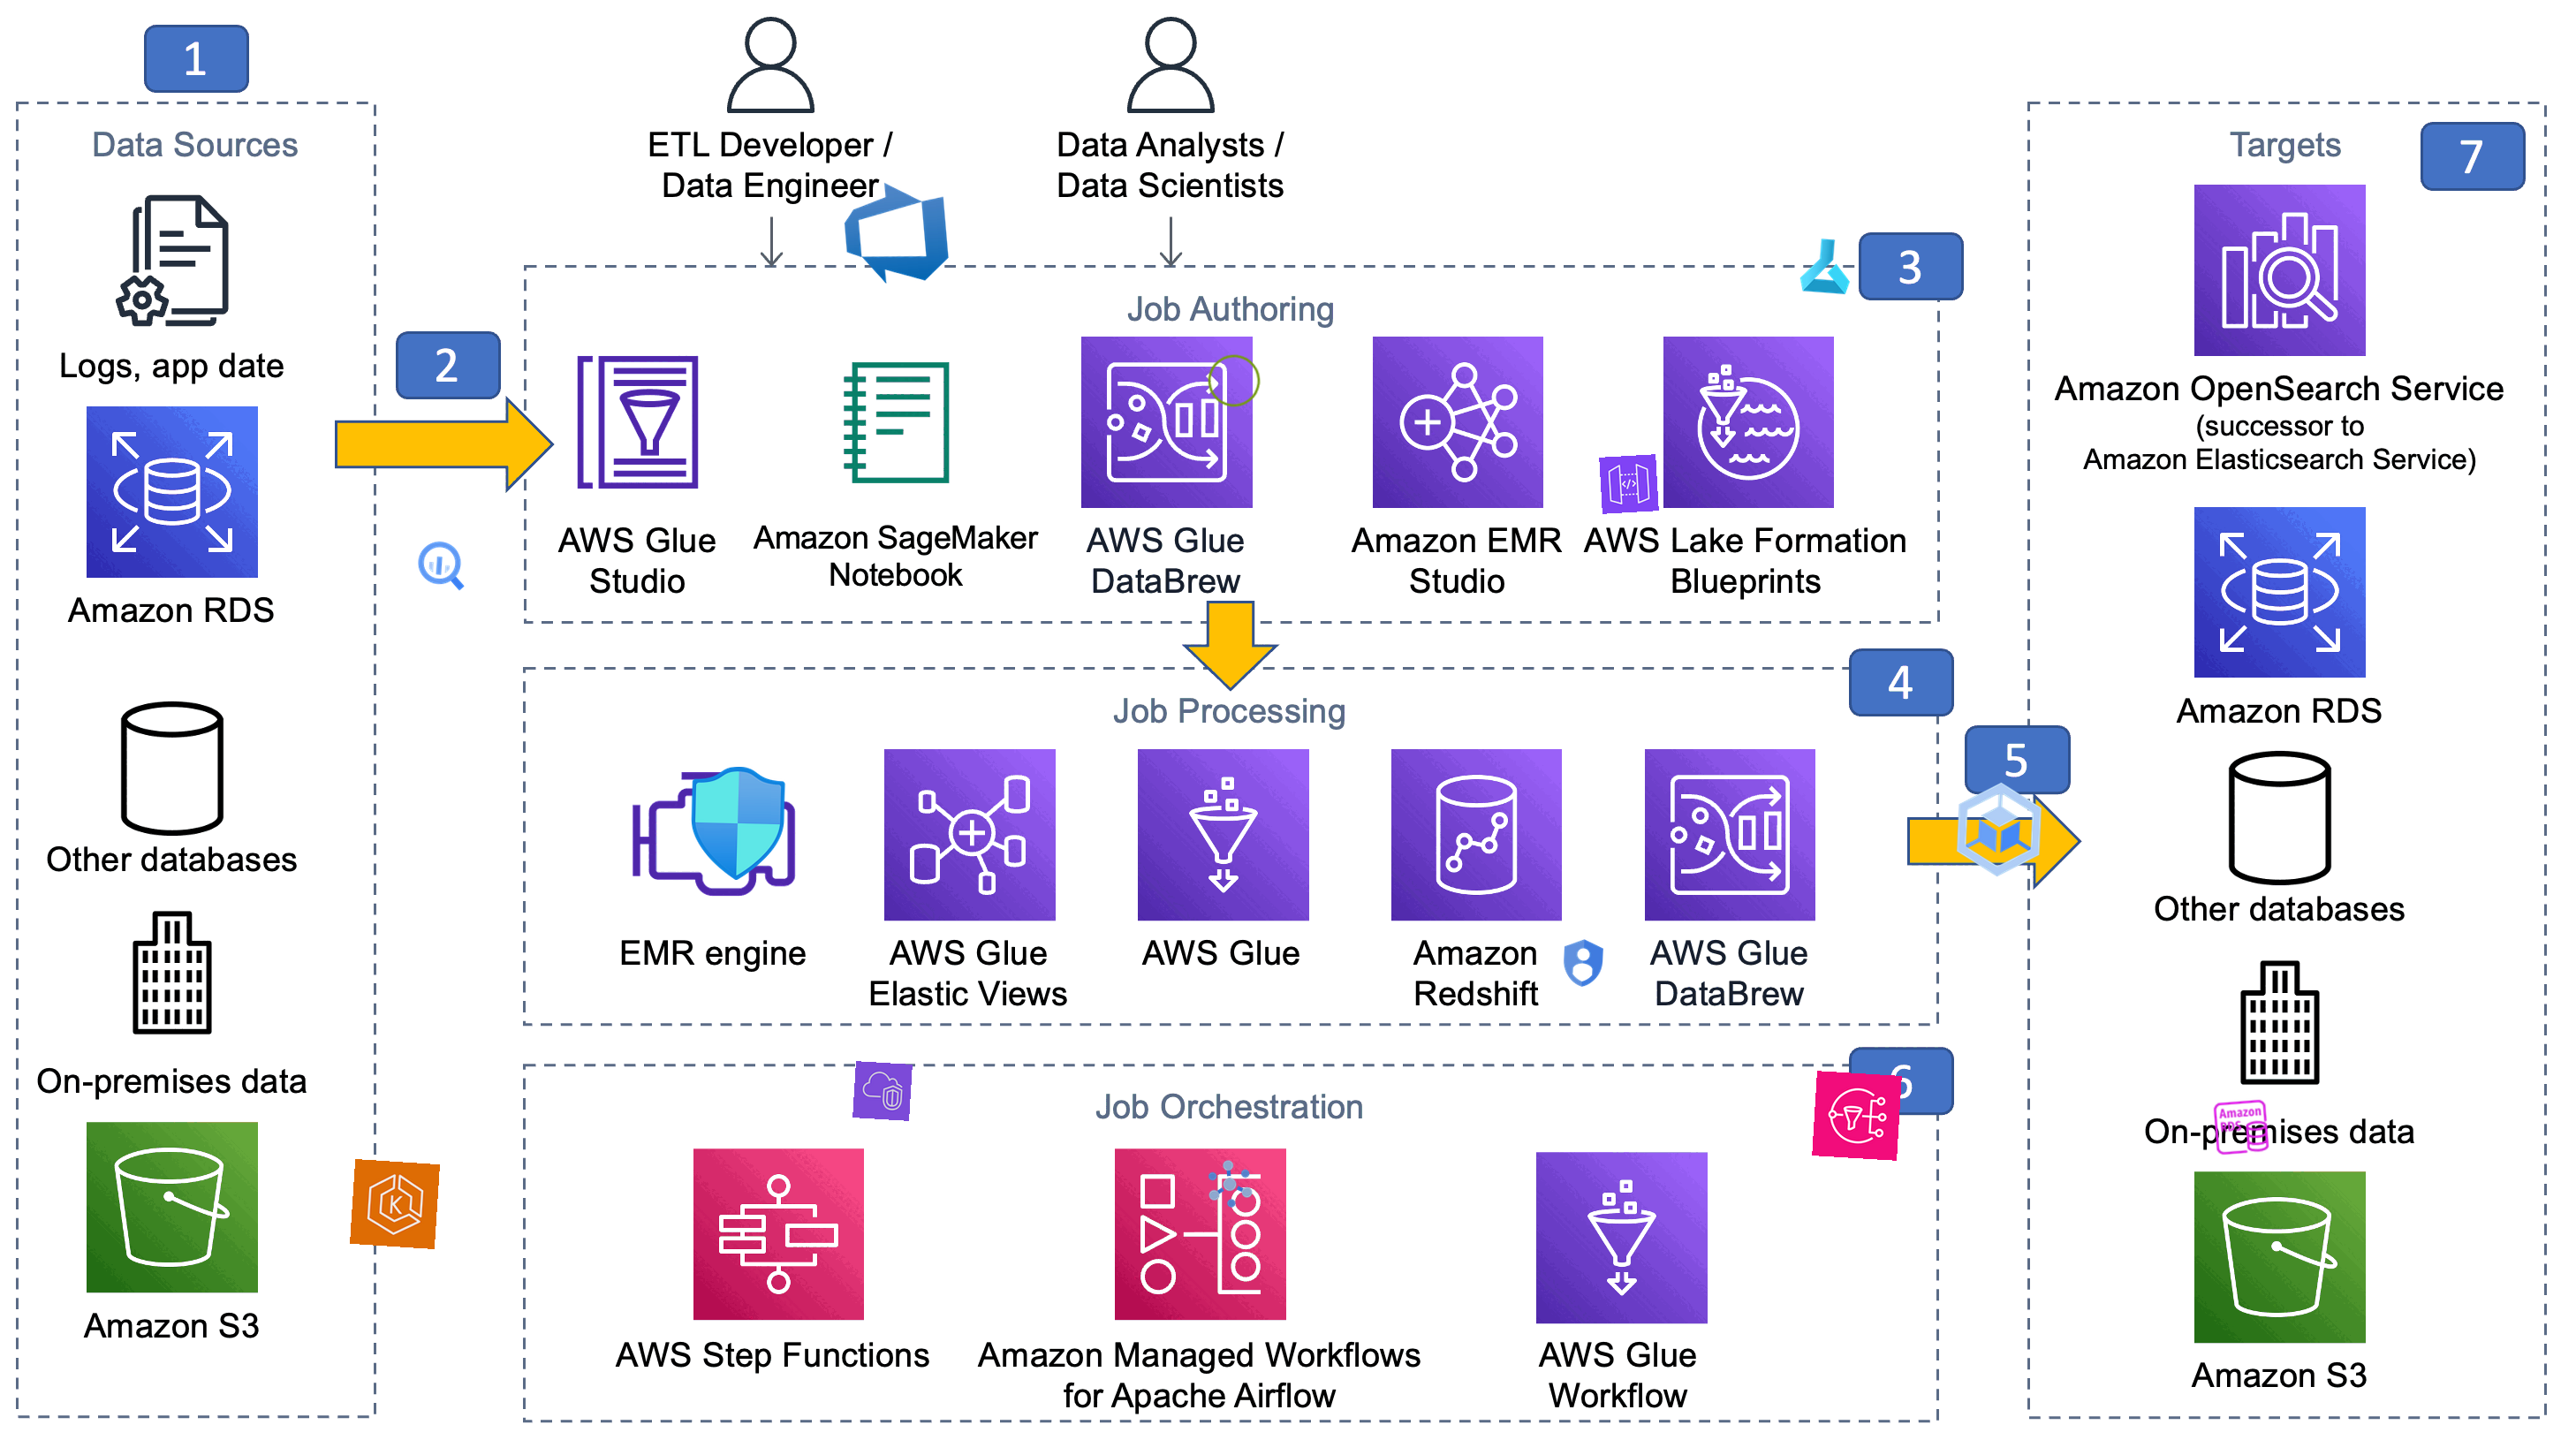 1
Data Sources
Logs, app date
Amazon RDS
Other databases
On-premises data
Amazon S3
2
ETL Developer /
Data Engineer
Data Analysts /
Data Scientists
3
Job Authoring
AWS Glue
Studio
Amazon SageMaker
Notebook
AWS Glue
DataBrew
Amazon EMR
Studio
AWS Lake Formation
Blueprints
4
Job Processing
EMR engine
AWS Glue
Elastic Views
AWS Glue
Amazon
Redshift
AWS Glue
DataBrew
5
6
Job Orchestration
AWS Step Functions
Amazon Managed Workflows
for Apache Airflow
AWS Glue
Workflow
K
7
Targets
Amazon OpenSearch Service
(successor to
Amazon Elasticsearch Service)
Amazon RDS
Other databases
On-premises data
Amazon
RDS
Amazon S3